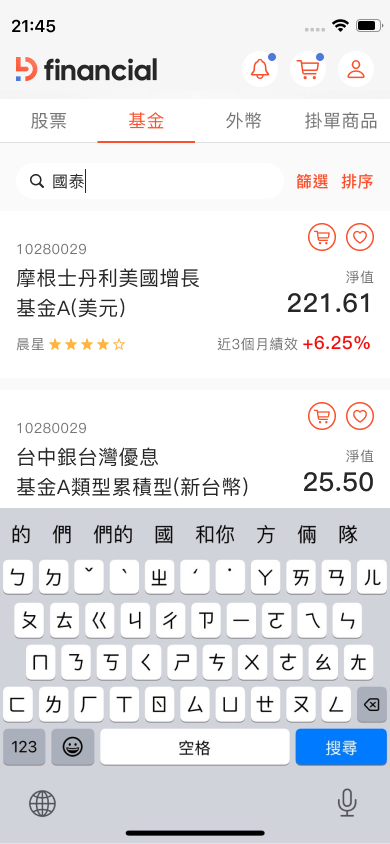 21:45
financial
股票 基金 外幣 掛單商品
國泰 篩選 排序
10280029
摩根士丹利美國增長
基金A(美元)
淨值
221.61
晨星
近3個月績效 +6.25%
10280029
台中銀台灣優息
基金A類型累積型(新台幣)
淨值
25.50
的 們 們的 國 和你 方 倆 隊
ㄅ ㄉ ˇ ˋ ㄓ ˊ ˙ ㄚ ㄞ ㄢ ㄦ
ㄆ ㄊ ㄍ ㄐ ㄔ ㄗ ㄧ ㄛ ㄟ ㄣ
ㄇ ㄋ ㄎ ㄑ ㄕ ㄘ ㄨ ㄜ ㄠ ㄤ
ㄈ ㄌ ㄏ ㄒ ㄖ ㄙ ㄩ ㄝ ㄡ ㄥ
123 空格 搜尋